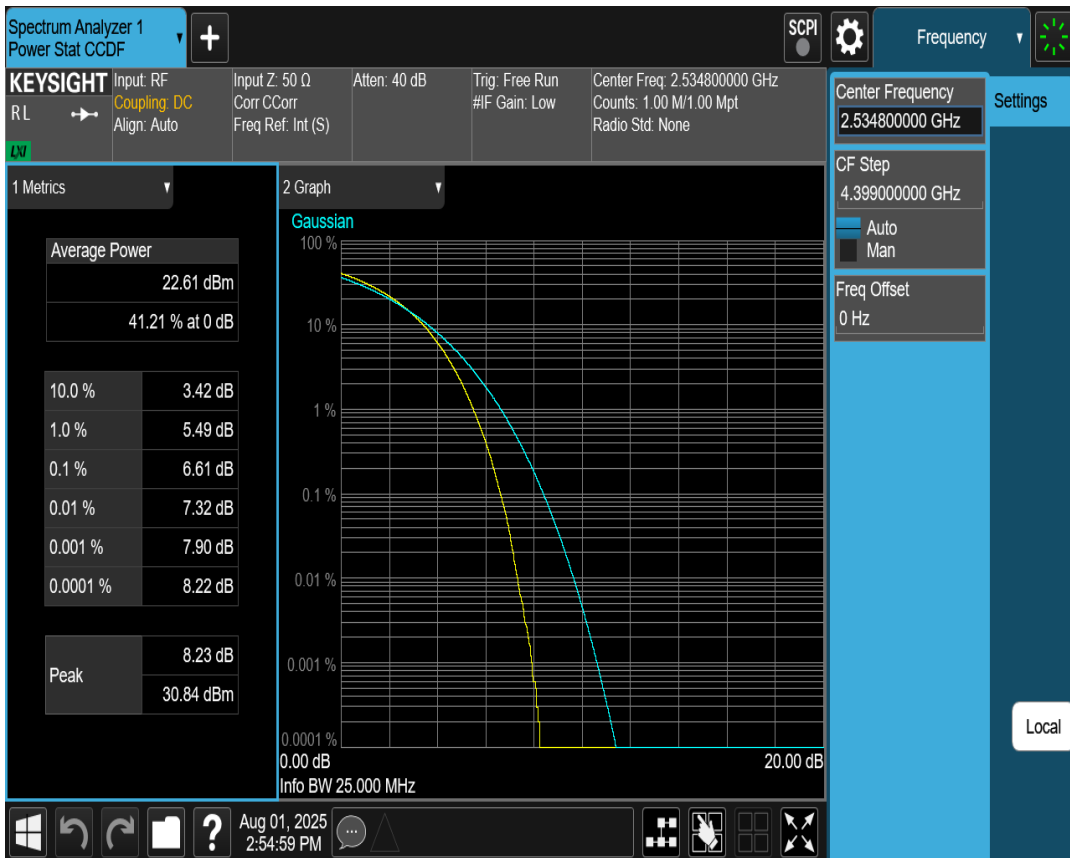 Spectrum Analyzer 1
Power Stat CCDF
SCPI
Frequency
KEYSIGHT
RL
LXI
Input: RF
Coupling: DC
Align: Auto
Input Z: 50 Ω
Corr CCorr
Freq Ref: Int (S)
Atten: 40 dB
Trig: Free Run
#IF Gain: Low
Center Freq: 2.534800000 GHz
Counts: 1.00 M/1.00 Mpt
Radio Std: None
Center Frequency
2.534800000 GHz
Settings
CF Step
4.399000000 GHz
Auto
Man
Freq Offset
0 Hz
Local
1 Metrics
Average Power
22.61 dBm
41.21 % at 0 dB
10.0 % 3.42 dB
1.0 % 5.49 dB
0.1 % 6.61 dB
0.01 % 7.32 dB
0.001 % 7.90 dB
0.0001 % 8.22 dB
Peak
8.23 dB
30.84 dBm
2 Graph
Gaussian
100 %
10 %
1 %
0.1 %
0.01 %
0.001 %
0.0001 %
0.00 dB 20.00 dB
Info BW 25.000 MHz
?
Aug 01, 2025
2:54:59 PM